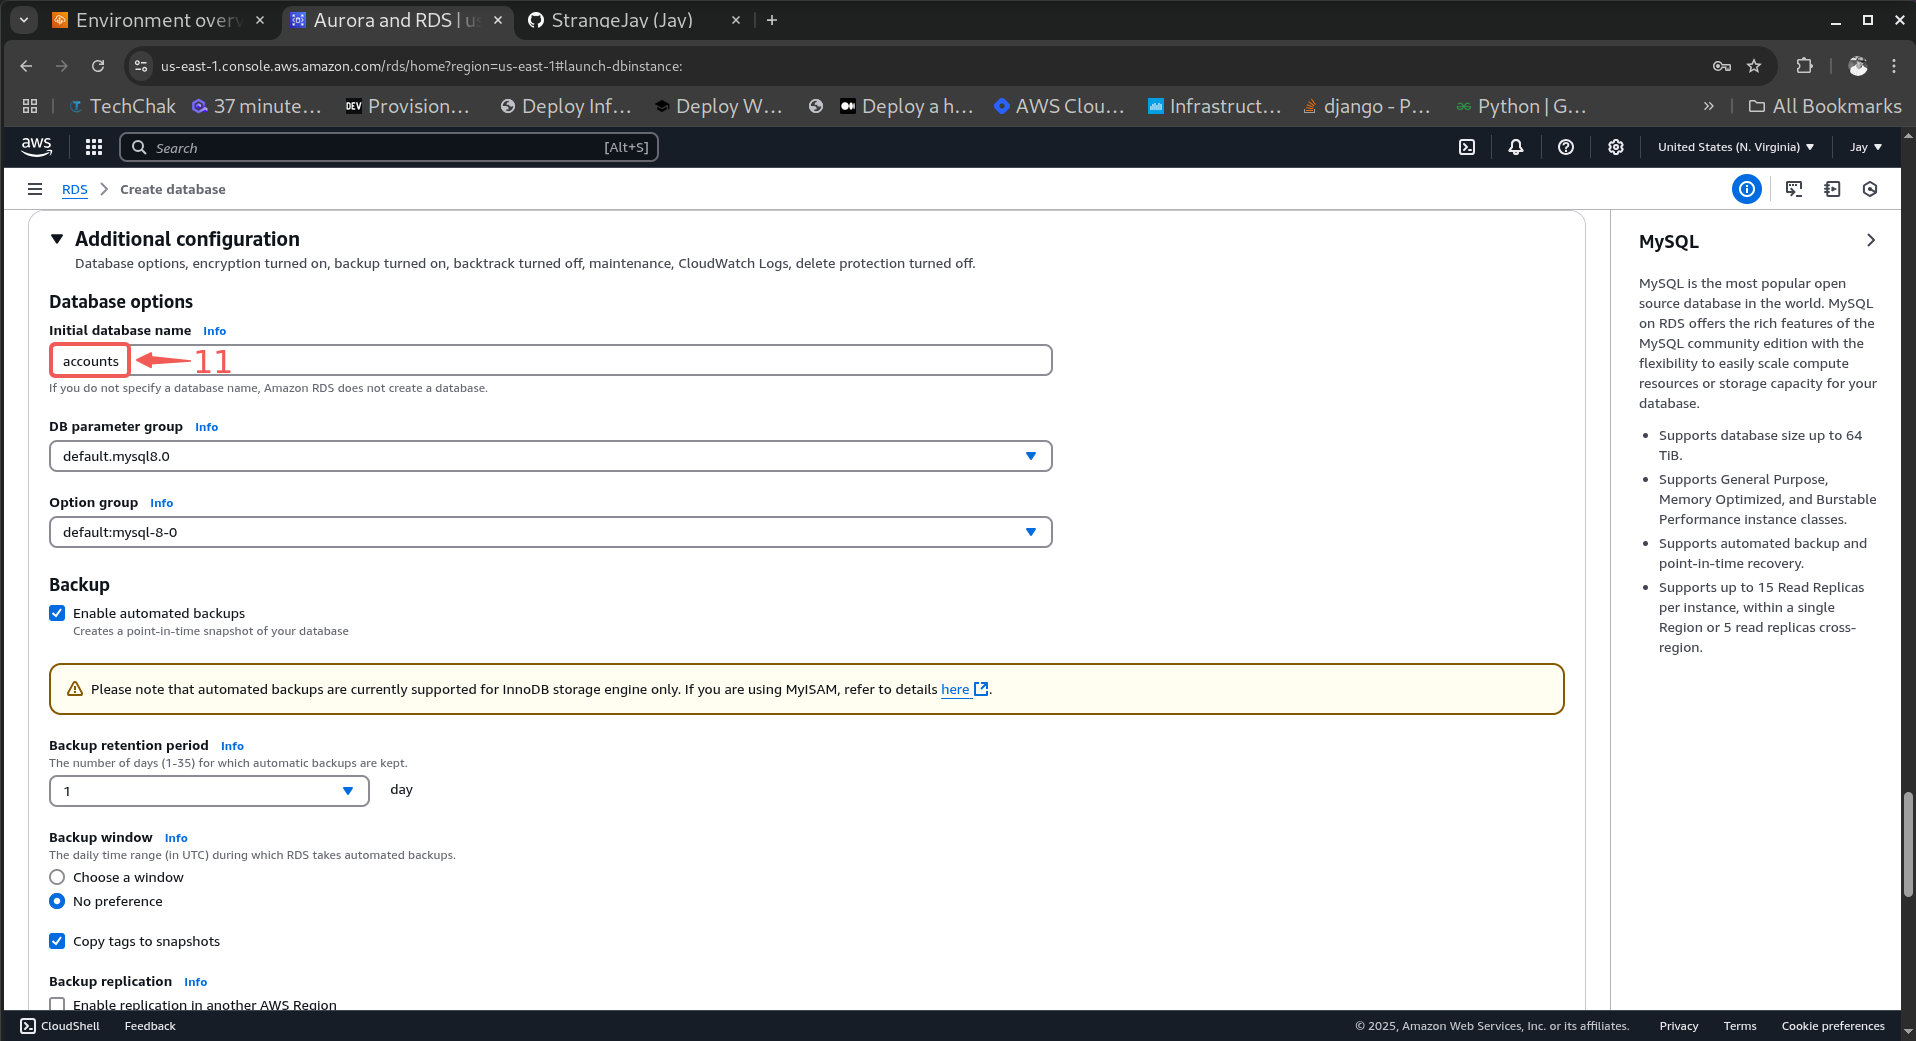 Environment overv
Aurora and RDS | us
StrangeJay (Jay)
us-east-1.console.aws.amazon.com/rds/home?region=us-east-1#launch-dbinstance:
TechChak
37 minute...
DEV Provision...
Deploy Inf...
Deploy W...
Deploy a h...
AWS Clou...
Infrastruct...
django - P...
Python | G...
» All Bookmarks
aws
Search [Alt+S]
United States (N. Virginia)
Jay
RDS > Create database
Additional configuration
Database options, encryption turned on, backup turned on, backtrack turned off, maintenance, CloudWatch Logs, delete protection turned off.
Database options
Initial database name Info
accounts 11
If you do not specify a database name, Amazon RDS does not create a database.
DB parameter group Info
default.mysql8.0
Option group Info
default:mysql-8-0
Backup
Enable automated backups
Creates a point-in-time snapshot of your database
Please note that automated backups are currently supported for InnoDB storage engine only. If you are using MyISAM, refer to details here.
Backup retention period Info
The number of days (1-35) for which automatic backups are kept.
1 day
Backup window Info
The daily time range (in UTC) during which RDS takes automated backups.
Choose a window
No preference
Copy tags to snapshots
Backup replication Info
Enable replication in another AWS Region
MySQL
MySQL is the most popular open
source database in the world. MySQL
on RDS offers the rich features of the
MySQL community edition with the
flexibility to easily scale compute
resources or storage capacity for your
database.
• Supports database size up to 64
TiB.
• Supports General Purpose,
Memory Optimized, and Burstable
Performance instance classes.
• Supports automated backup and
point-in-time recovery.
• Supports up to 15 Read Replicas
per instance, within a single
Region or 5 read replicas cross-
region.
CloudShell Feedback
© 2025, Amazon Web Services, Inc. or its affiliates. Privacy Terms Cookie preferences